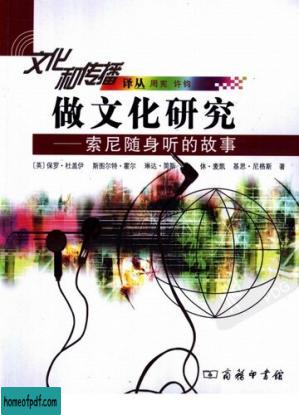 文化和传播
译丛 周宪 许钧
做文化研究
——索尼随身听的故事
[英]保罗·杜盖伊 斯图尔特·霍尔 琳达·简斯 休·麦凯 基思·尼格斯 著
商务印书馆
homeofpdf.com